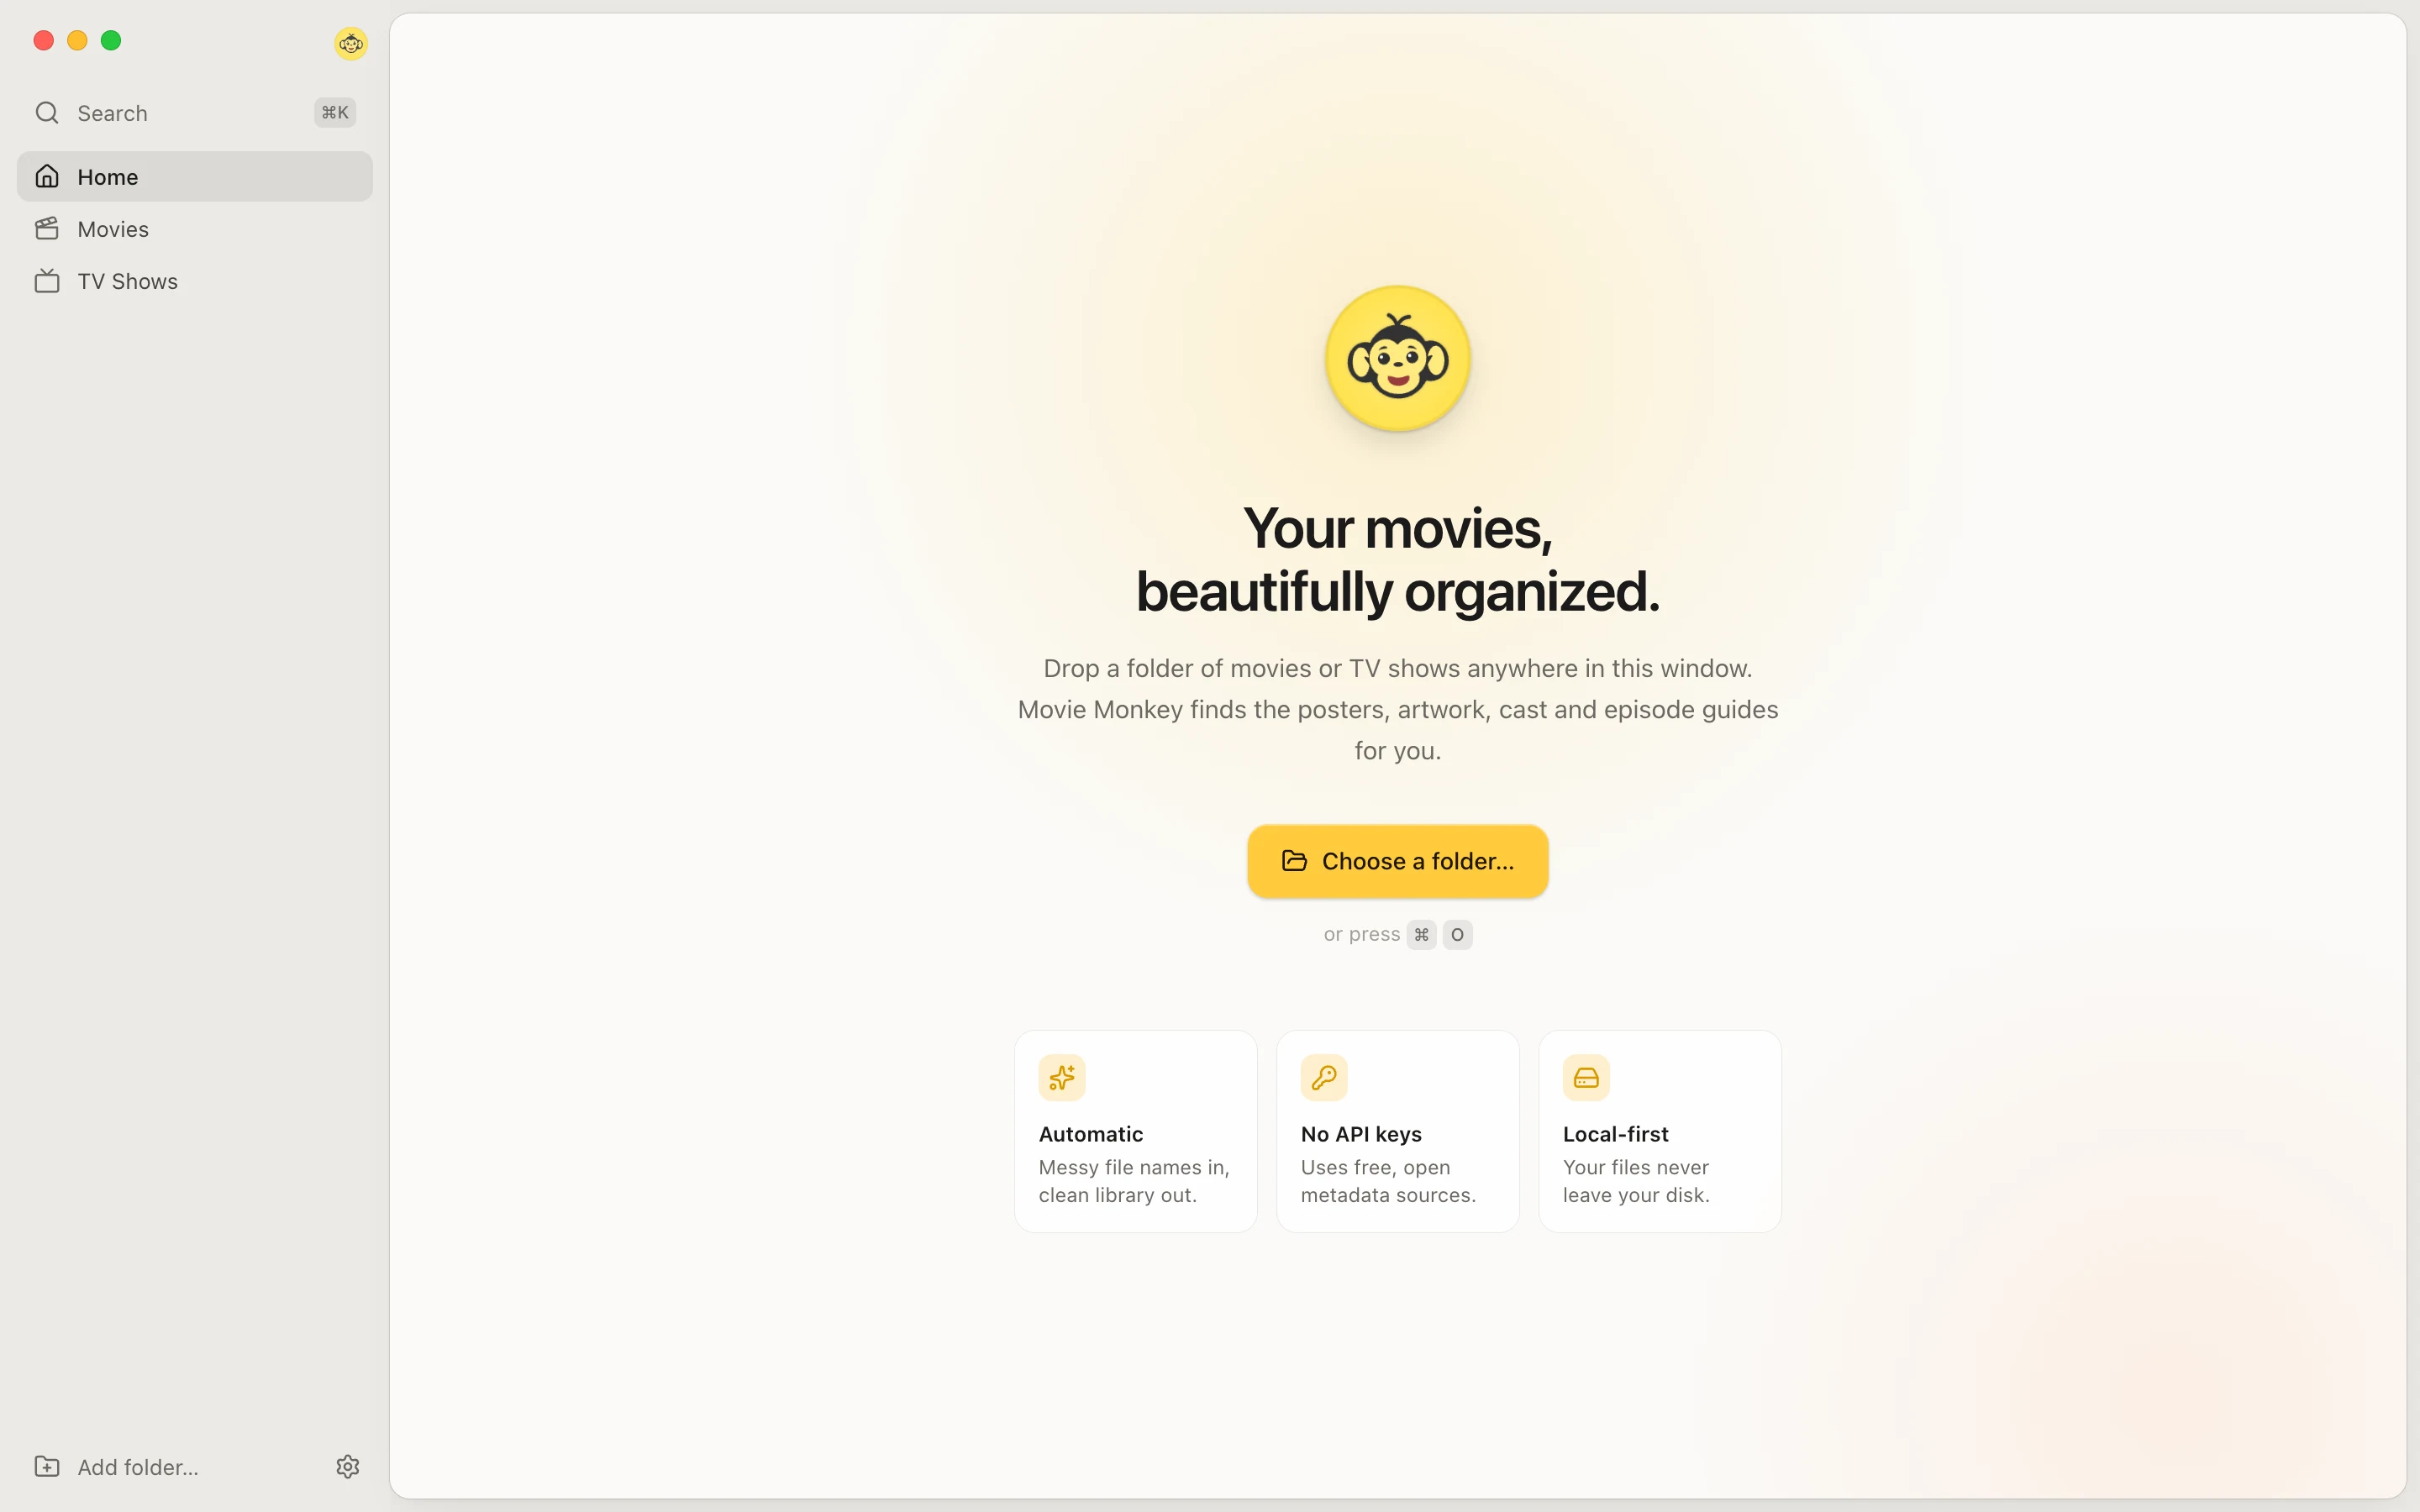 Search
⌘K
Home
Movies
TV Shows
Your movies,
beautifully organized.
Drop a folder of movies or TV shows anywhere in this window.
Movie Monkey finds the posters, artwork, cast and episode guides
for you.
Choose a folder...
or press ⌘ O
Automatic
Messy file names in,
clean library out.
No API keys
Uses free, open
metadata sources.
Local-first
Your files never
leave your disk.
Add folder...